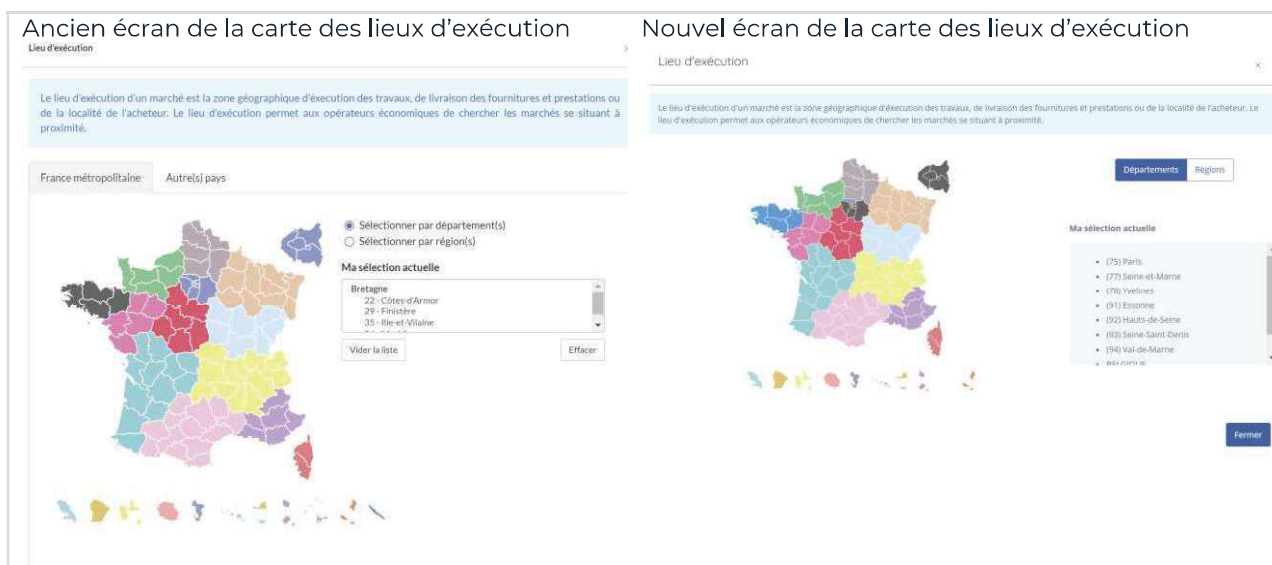 Ancien écran de la carte des lieux d'exécution
Lieu d'exécution
×
Le lieu d'exécution d'un marché est la zone géographique d'éxecution des travaux, de livraison des fournitures et prestations ou
de la localité de l'acheteur. Le lieu d'exécution permet aux opérateurs économiques de chercher les marchés se situant à
proximité.
France métropolitaine
Autre(s) pays
Sélectionner par département(s)
Sélectionner par région(s)
Ma sélection actuelle
Bretagne
22 - Côtes-d'Armor
29 - Finistère
35 - Ille-et-Vilaine
Vider la liste
Effacer
Nouvel écran de la carte des lieux d'exécution
Lieu d'exécution
×
Le lieu d'exécution d'un marché est la zone géographique d'éxecution des travaux, de livraison des fournitures et prestations ou de la localité de l'acheteur. Le
lieu d'exécution permet aux opérateurs économiques de chercher les marchés se situant à proximité.
Départements
Régions
Ma sélection actuelle
• (75) Paris
• (77) Seine-et-Marne
• (78) Yvelines
• (91) Essonne
• (92) Hauts-de-Seine
• (93) Seine-Saint-Denis
• (94) Val-de-Marne
• BELGIQUE
Fermer